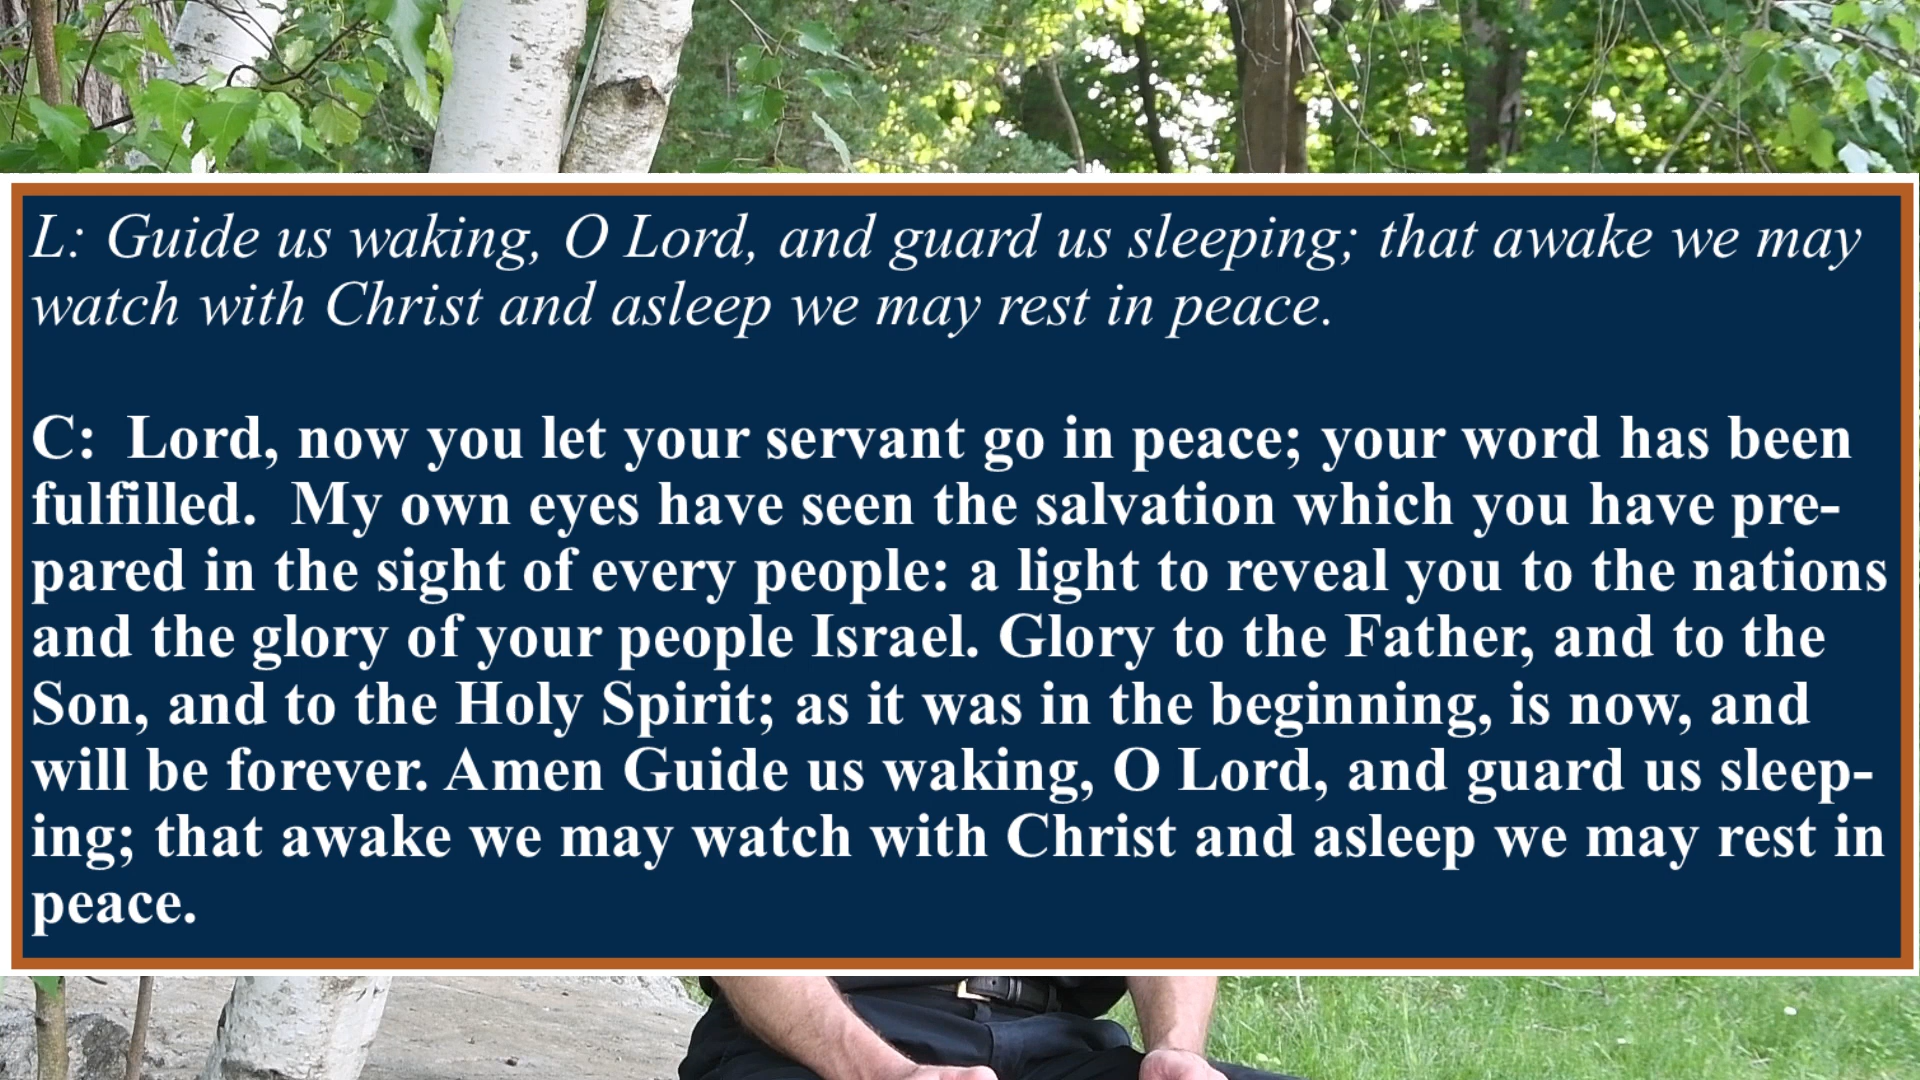 L: Guide us waking, O Lord, and guard us sleeping; that awake we may
watch with Christ and asleep we may rest in peace.
C: Lord, now you let your servant go in peace; your word has been
fulfilled. My own eyes have seen the salvation which you have pre-
pared in the sight of every people: a light to reveal you to the nations
and the glory of your people Israel. Glory to the Father, and to the
Son, and to the Holy Spirit; as it was in the beginning, is now, and
will be forever. Amen Guide us waking, O Lord, and guard us sleep-
ing; that awake we may watch with Christ and asleep we may rest in
peace.